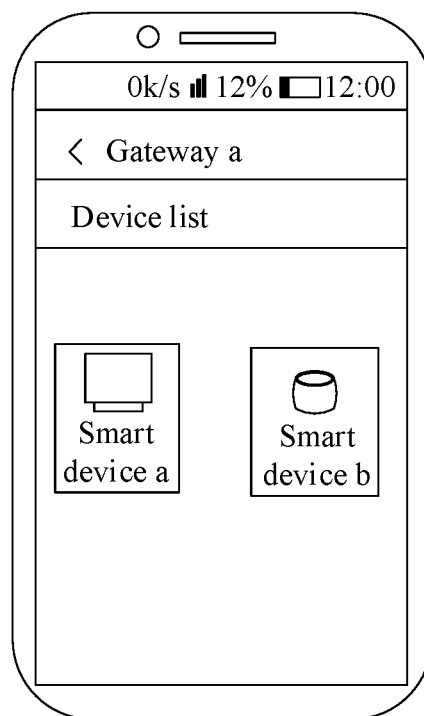 0k/s 12% 12:00
< Gateway a
Device list
Smart
device a
Smart
device b